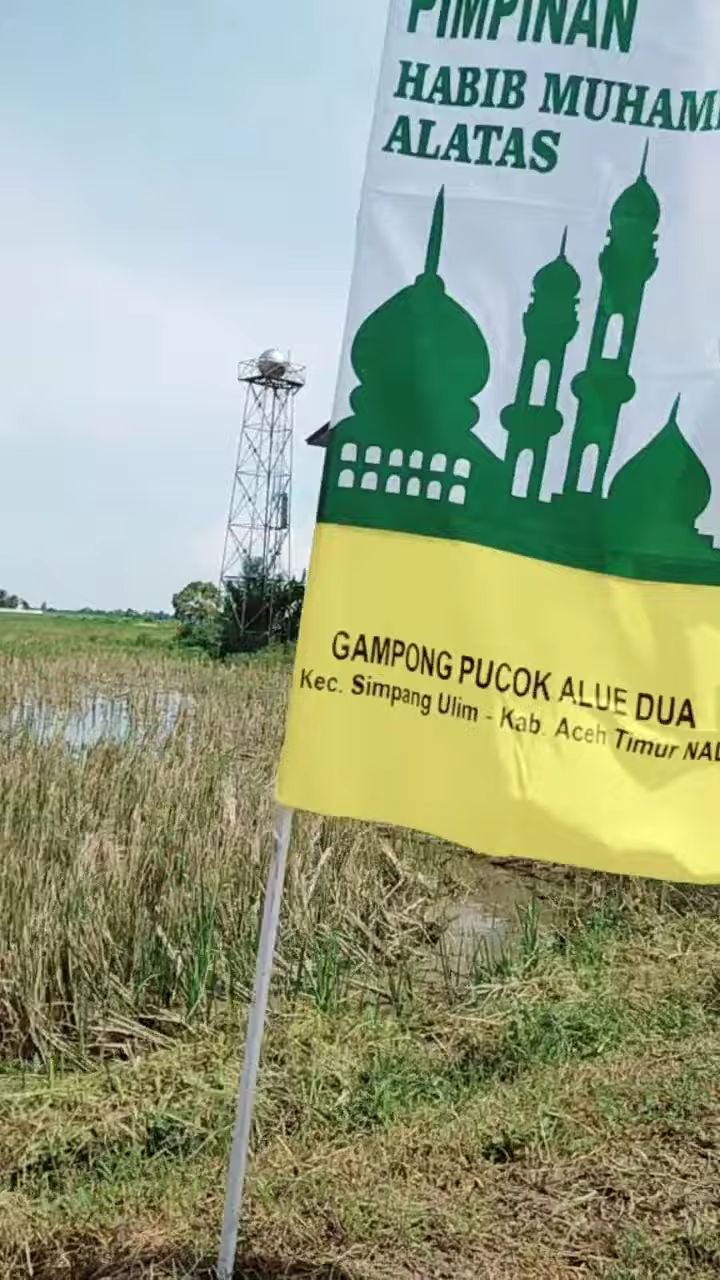 PIMPINAN
HABIB MUHAM
ALATAS
GAMPONG PUCOK ALUE DUA
Kec. Simpang Ulim - Kab. Aceh Timur NAD